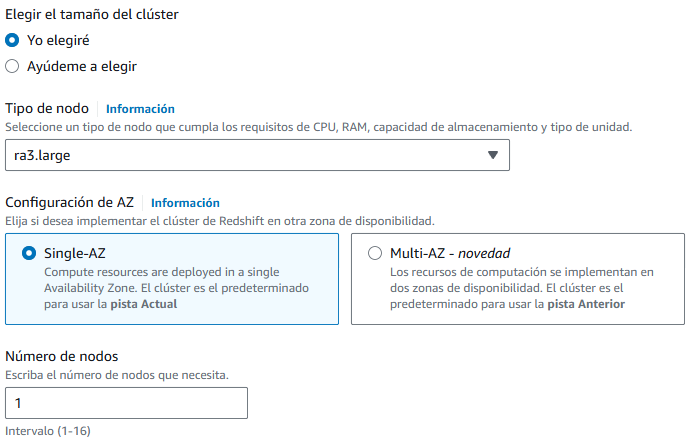 Elegir el tamaño del clúster
Yo elegiré
Ayúdeme a elegir
Tipo de nodo Información
Seleccione un tipo de nodo que cumpla los requisitos de CPU, RAM, capacidad de almacenamiento y tipo de unidad.
ra3.large
Configuración de AZ Información
Elija si desea implementar el clúster de Redshift en otra zona de disponibilidad.
Single-AZ
Compute resources are deployed in a single
Availability Zone. El clúster es el predeterminado
para usar la pista Actual
Multi-AZ - novedad
Los recursos de computación se implementan en
dos zonas de disponibilidad. El clúster es el
predeterminado para usar la pista Anterior
Número de nodos
Escriba el número de nodos que necesita.
1
Intervalo (1-16)